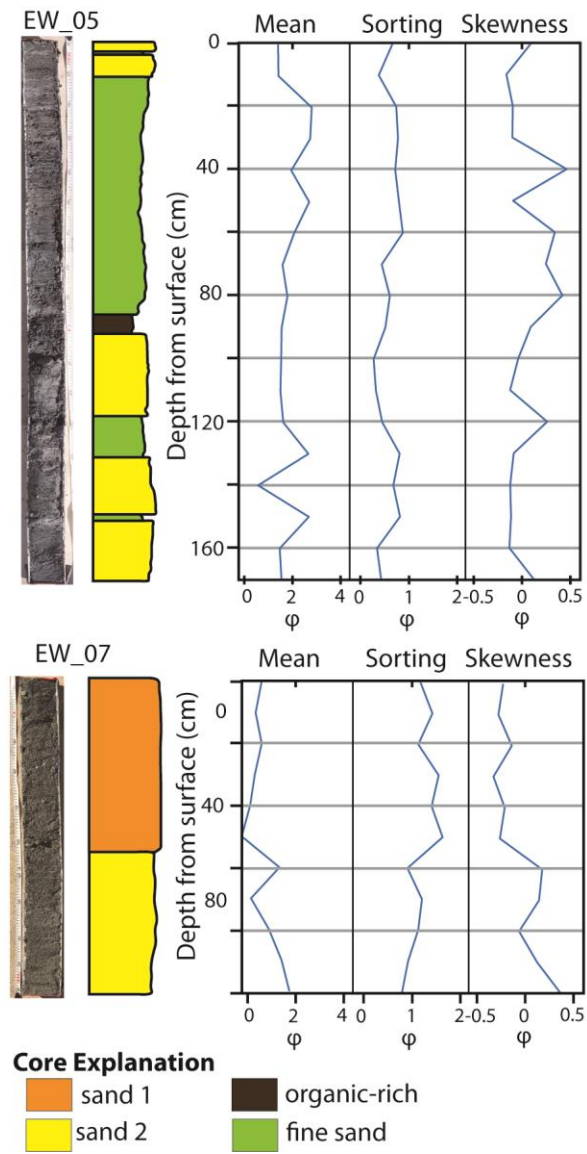 EW_05
Mean Sorting Skewness
Depth from surface (cm)
0
40
80
120
160
0 2 4 0 1 2 -0.5 0 0.5
φ φ φ
EW_07
Mean Sorting Skewness
Depth from surface (cm)
0
40
80
0 2 4 0 1 2 -0.5 0 0.5
φ φ φ
Core Explanation
sand 1 organic-rich
sand 2 fine sand